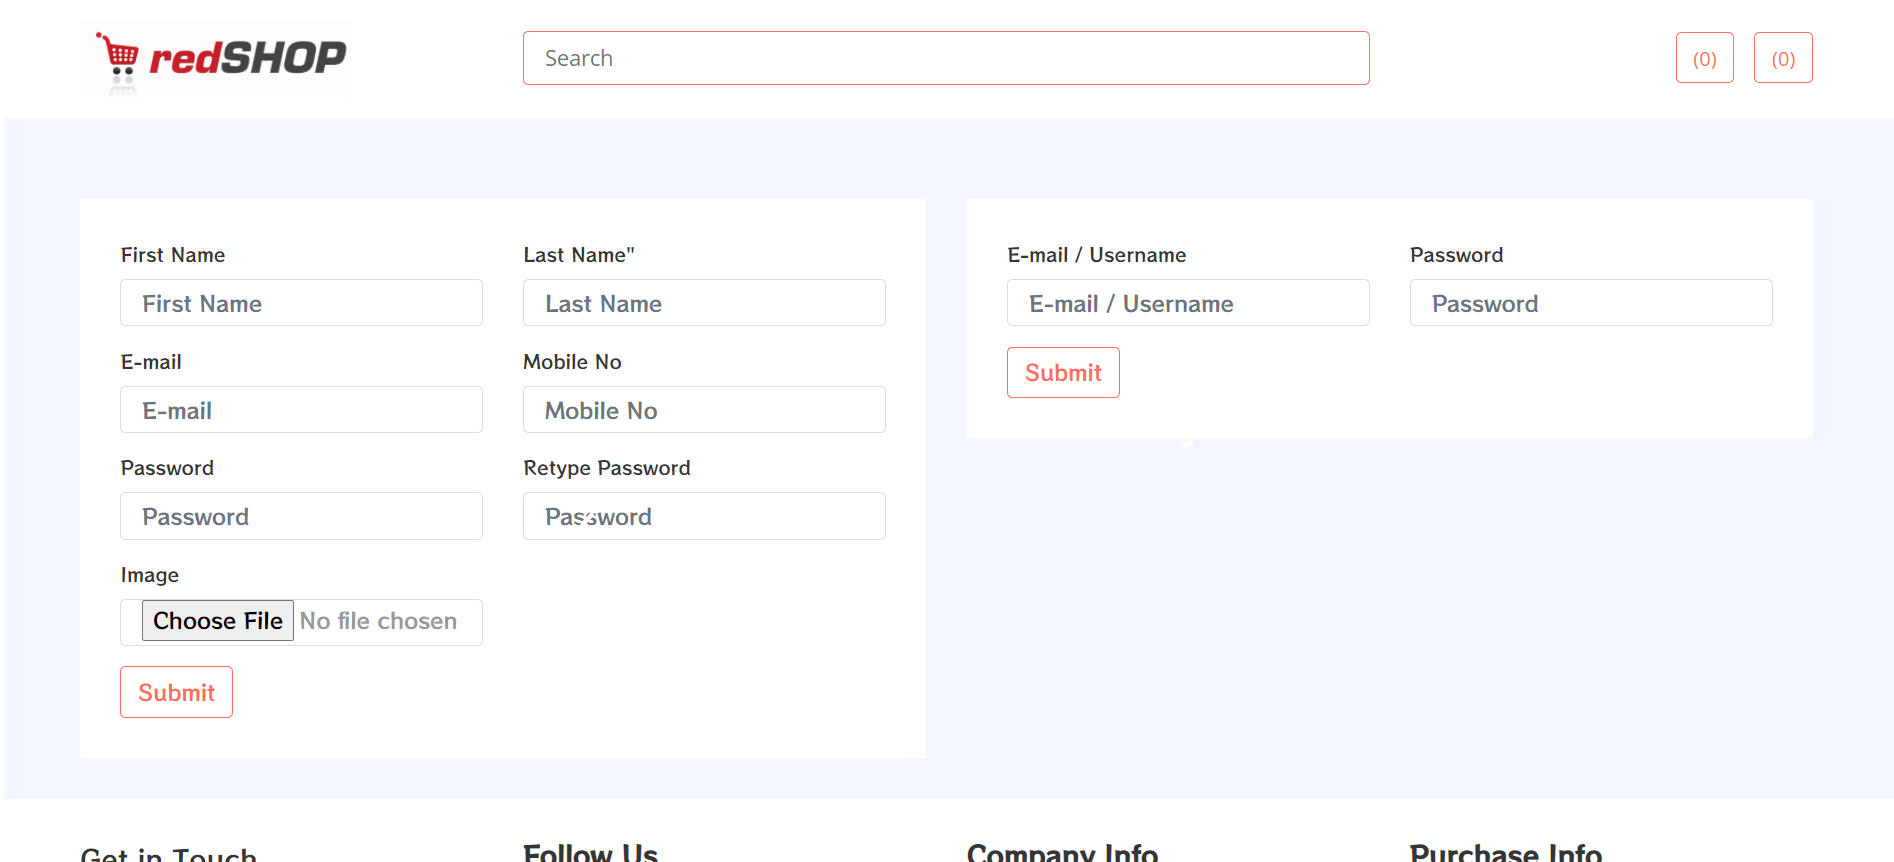 redSHOP
Search
(0)
(0)
First Name
Last Name"
First Name
Last Name
E-mail
Mobile No
E-mail
Mobile No
Password
Retype Password
Password
Password
Image
Choose File No file chosen
Submit
E-mail / Username
Password
E-mail / Username
Password
Submit
Get in Touch
Follow Us
Company Info
Purchase Info